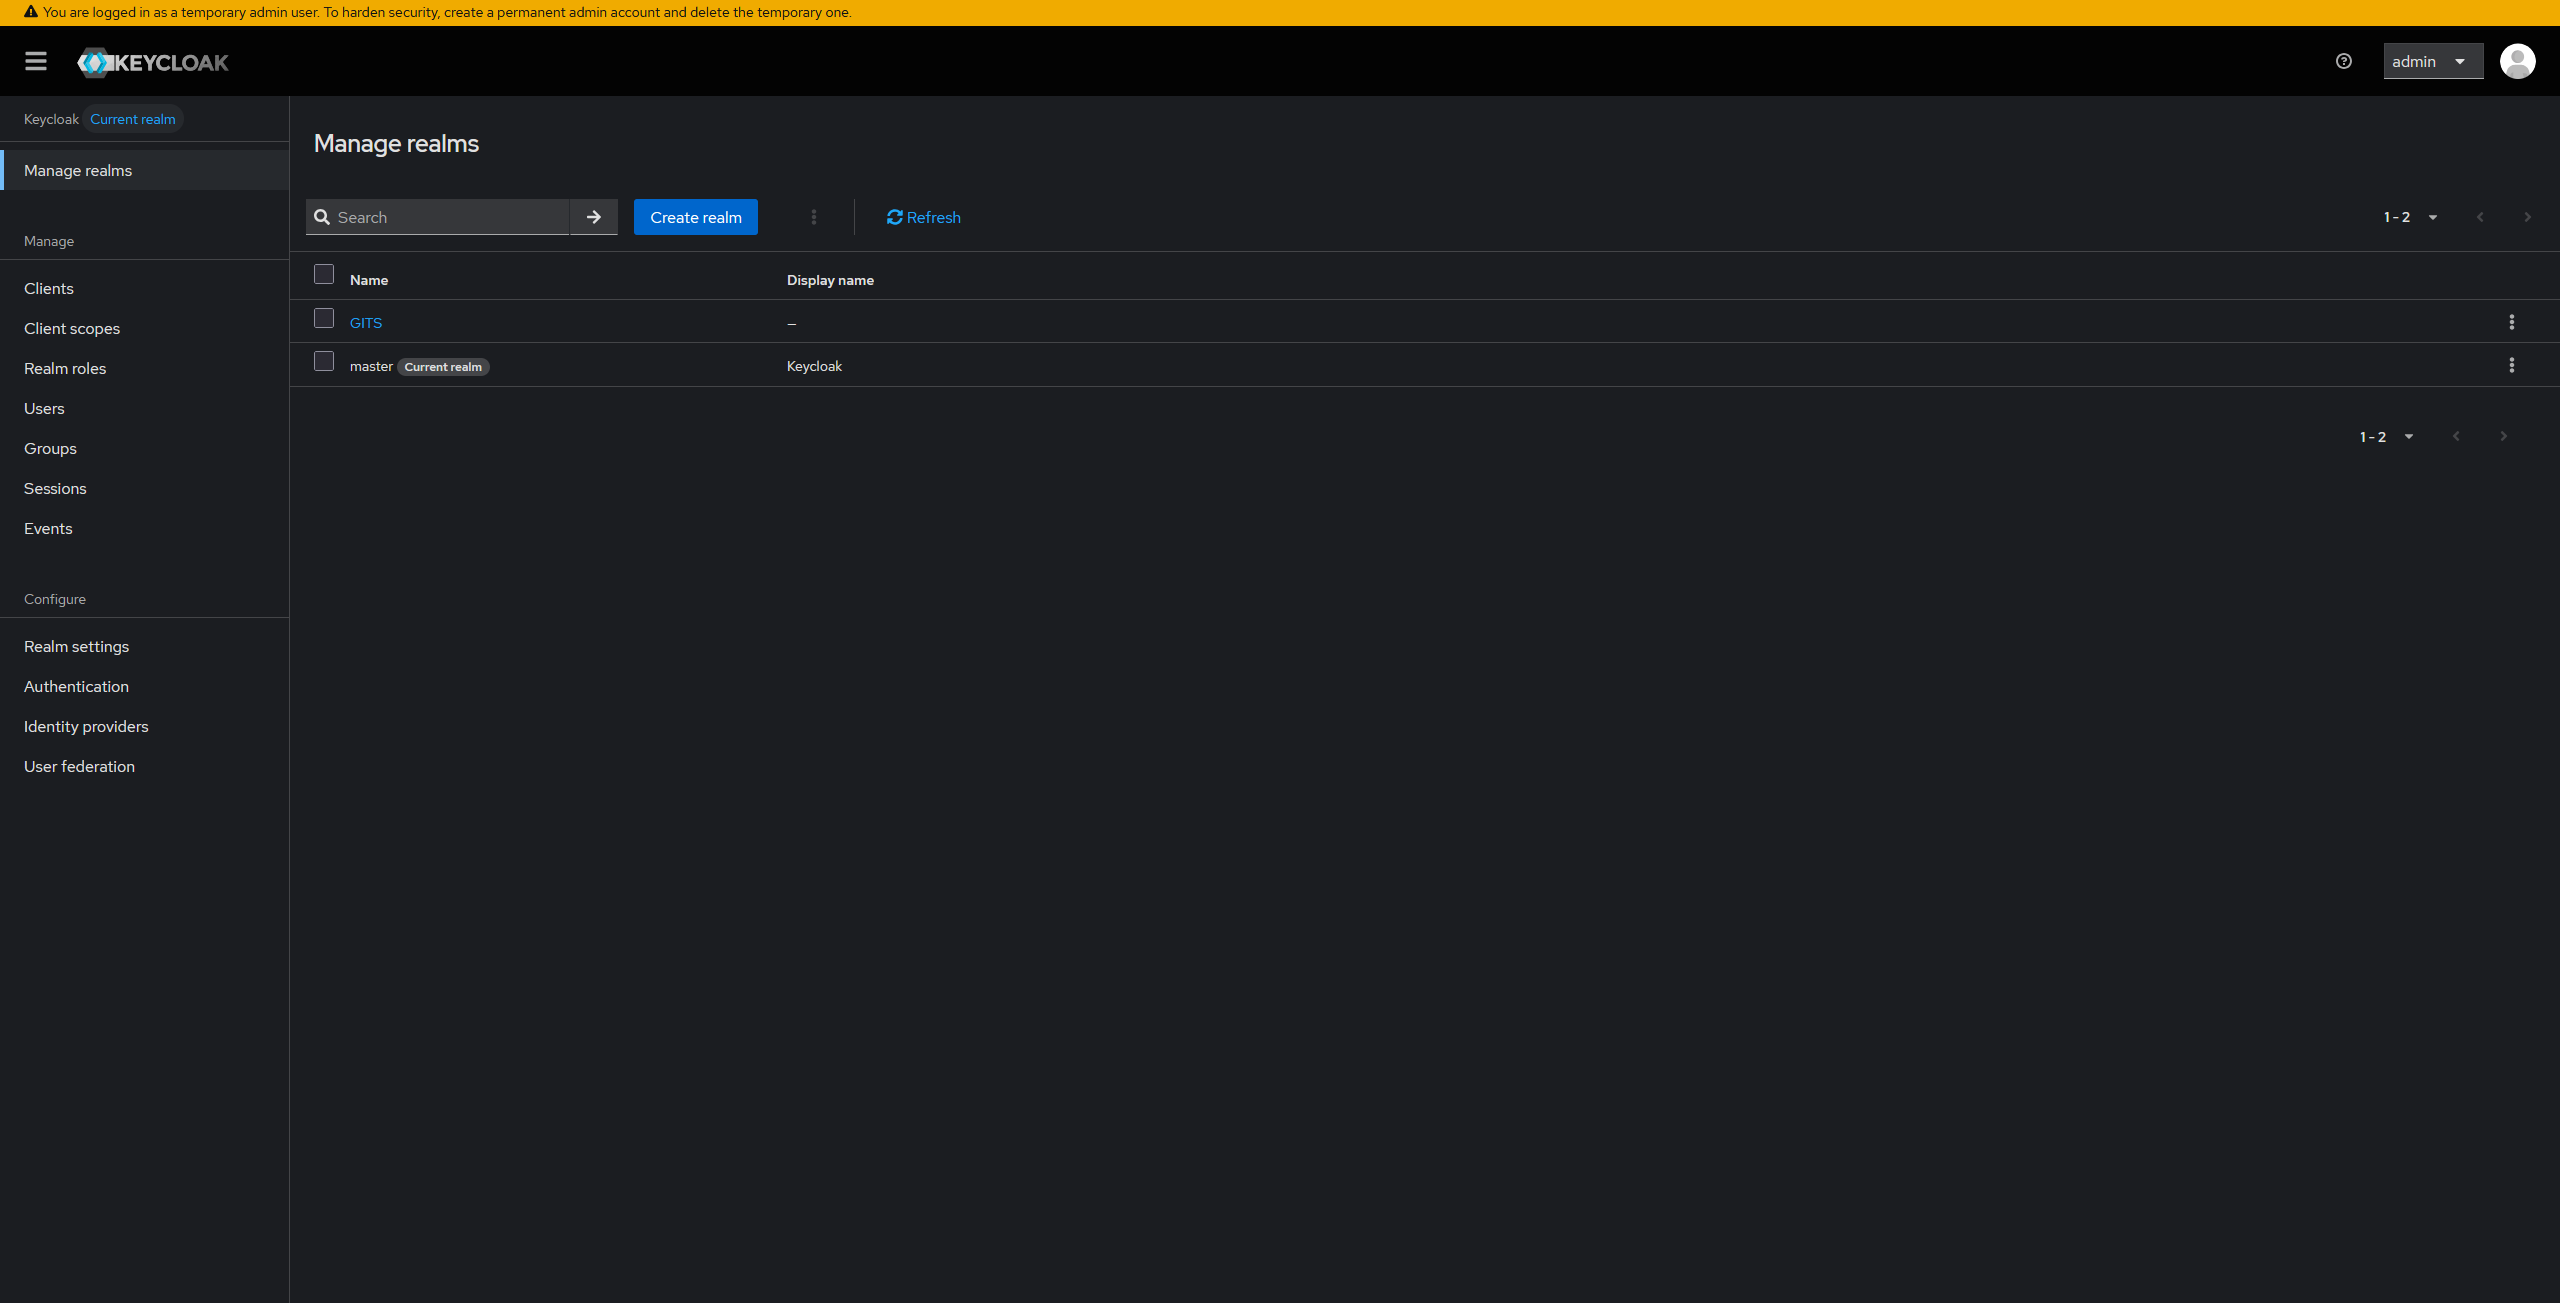 You are logged in as a temporary admin user. To harden security, create a permanent admin account and delete the temporary one.
KEYCLOAK
admin
Keycloak Current realm
Manage realms
Manage
Clients
Client scopes
Realm roles
Users
Groups
Sessions
Events
Configure
Realm settings
Authentication
Identity providers
User federation
Manage realms
Search
Create realm
Refresh
1 - 2
Name Display name
GITS –
master Current realm Keycloak
1 - 2